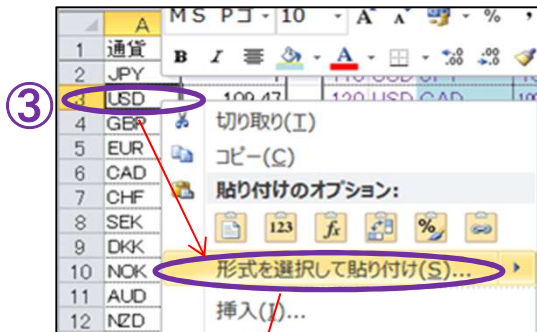 A
MS Pゴ 10 A A % ,
1 通貨
B I A
2 JPY
③
3 USD 109.47 120 USD CAD
4 GBP 切り取り(T)
5 EUR コピー(C)
6 CAD
7 CHF 貼り付けのオプション:
8 SEK 123 fx %
9 DKK
10 NOK 形式を選択して貼り付け(S)...
11 AUD
12 NZD 挿入(I)...